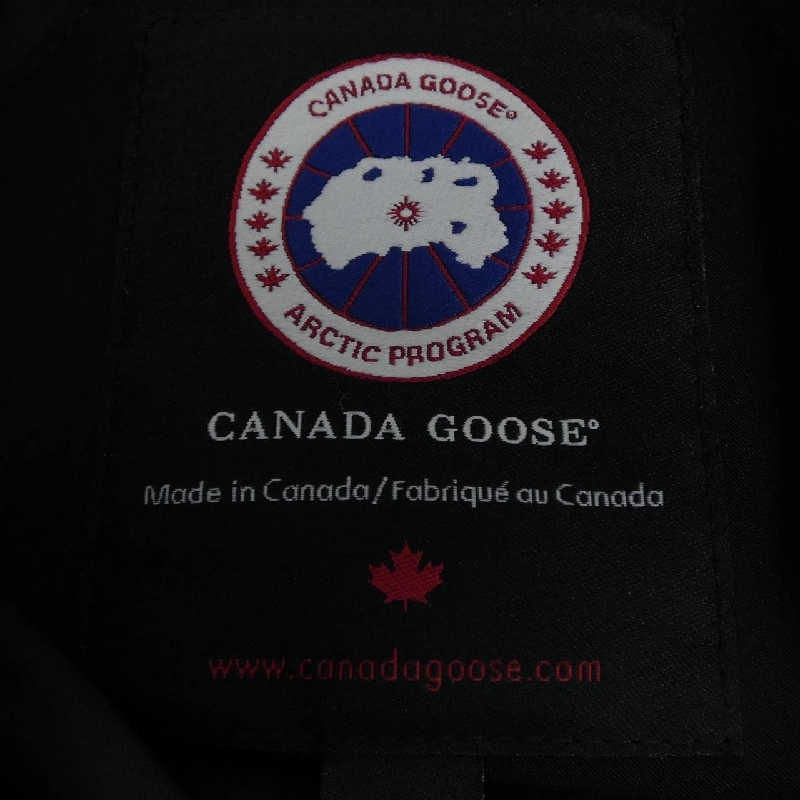 CANADA GOOSE®
ARCTIC PROGRAM
CANADA GOOSE®
Made in Canada/Fabriqué au Canada
www.canadagoose.com